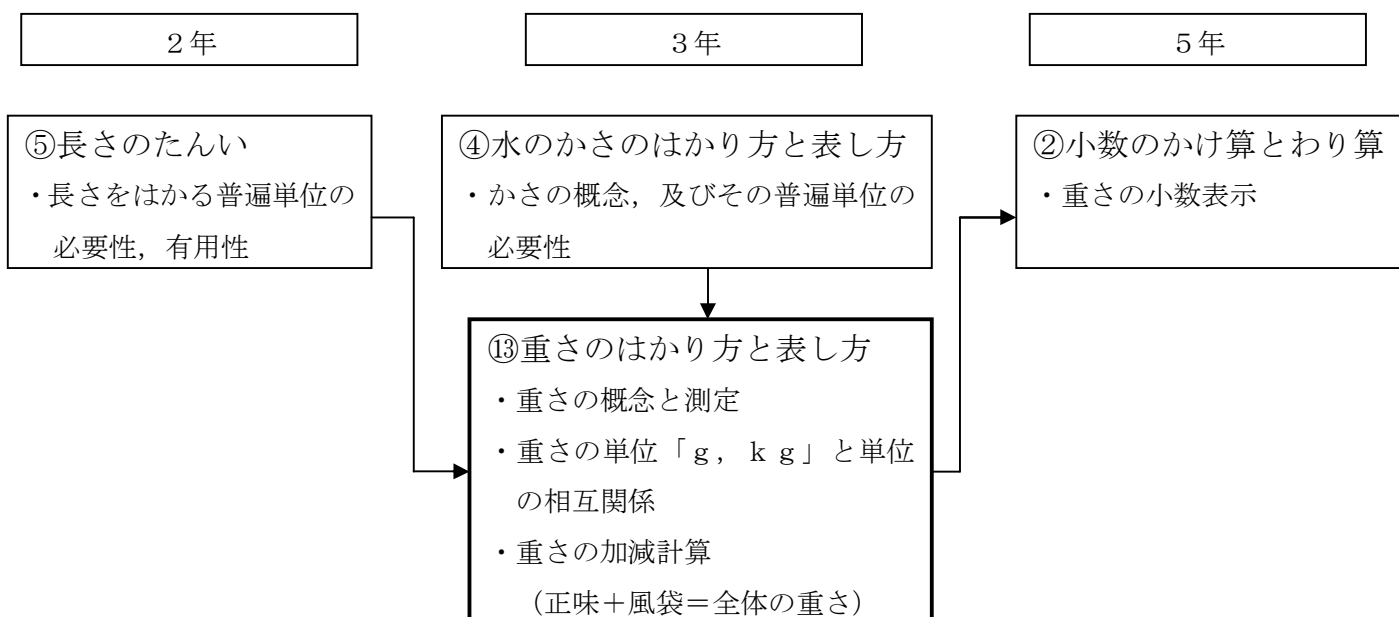 ２年
３年
５年
⑤長さのたんい
・長さをはかる普遍単位の
必要性，有用性
④水のかさのはかり方と表し方
・かさの概念，及びその普遍単位の
必要性
②小数のかけ算とわり算
・重さの小数表示
⑬重さのはかり方と表し方
・重さの概念と測定
・重さの単位「ｇ，ｋｇ」と単位
の相互関係
・重さの加減計算
（正味＋風袋＝全体の重さ）